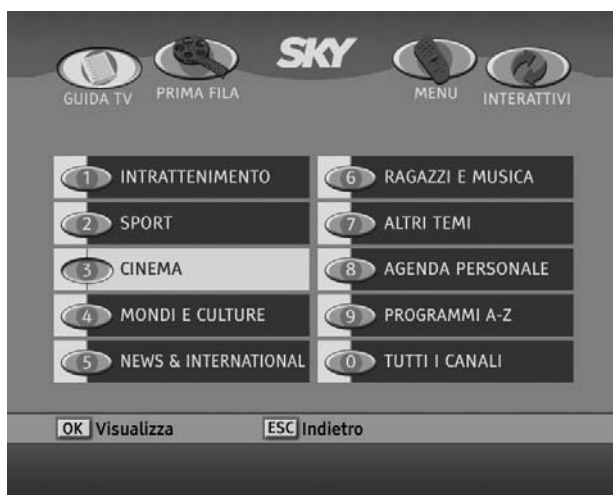 SKY
GUIDA TV
PRIMA FILA
MENU
INTERATTIVI
1 INTRATTENIMENTO
2 SPORT
3 CINEMA
4 MONDI E CULTURE
5 NEWS & INTERNATIONAL
6 RAGAZZI E MUSICA
7 ALTRI TEMI
8 AGENDA PERSONALE
9 PROGRAMMI A-Z
0 TUTTI I CANALI
OK Visualizza
ESC Indietro